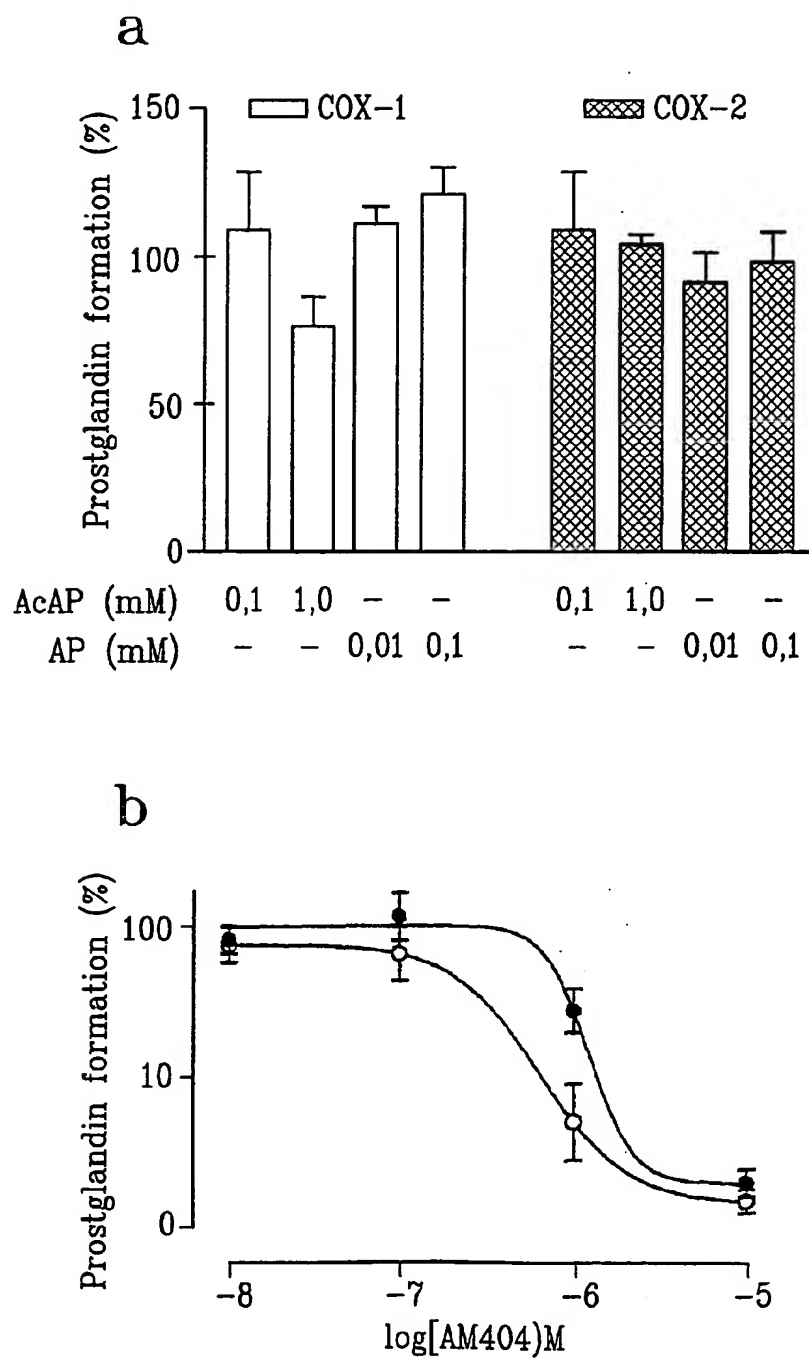 a
Prostglandin formation (%)
150
100
50
0
COX-1
COX-2
AcAP (mM) 0,1 1,0 – – 0,1 1,0 – –
AP (mM) – – 0,01 0,1 – – 0,01 0,1
b
Prostglandin formation (%)
100
10
0
-8 -7 -6 -5
log[AM404)M